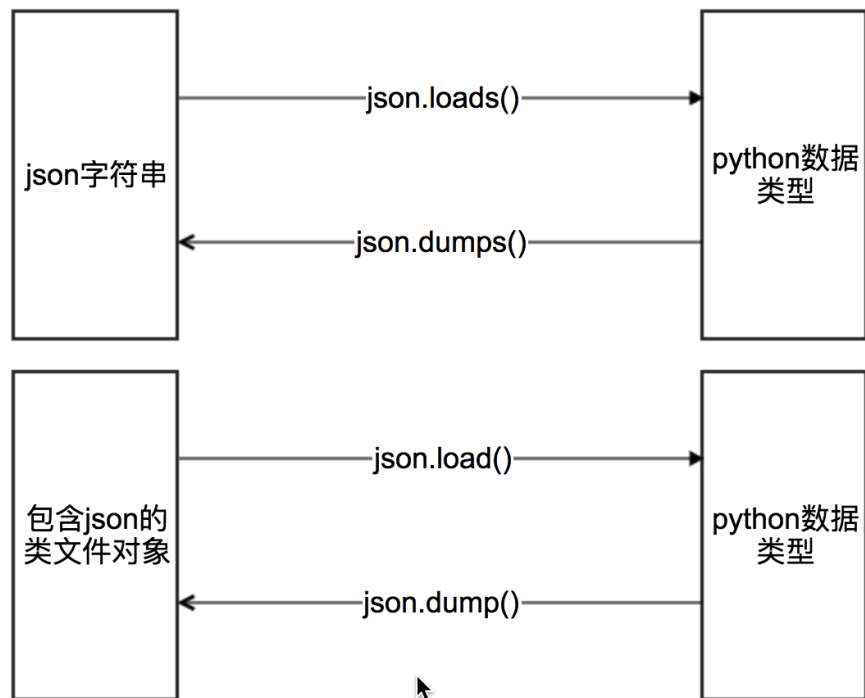 json.loads()
json字符串
python数据
类型
json.dumps()
json.load()
包含json的
类文件对象
python数据
类型
json.dump()